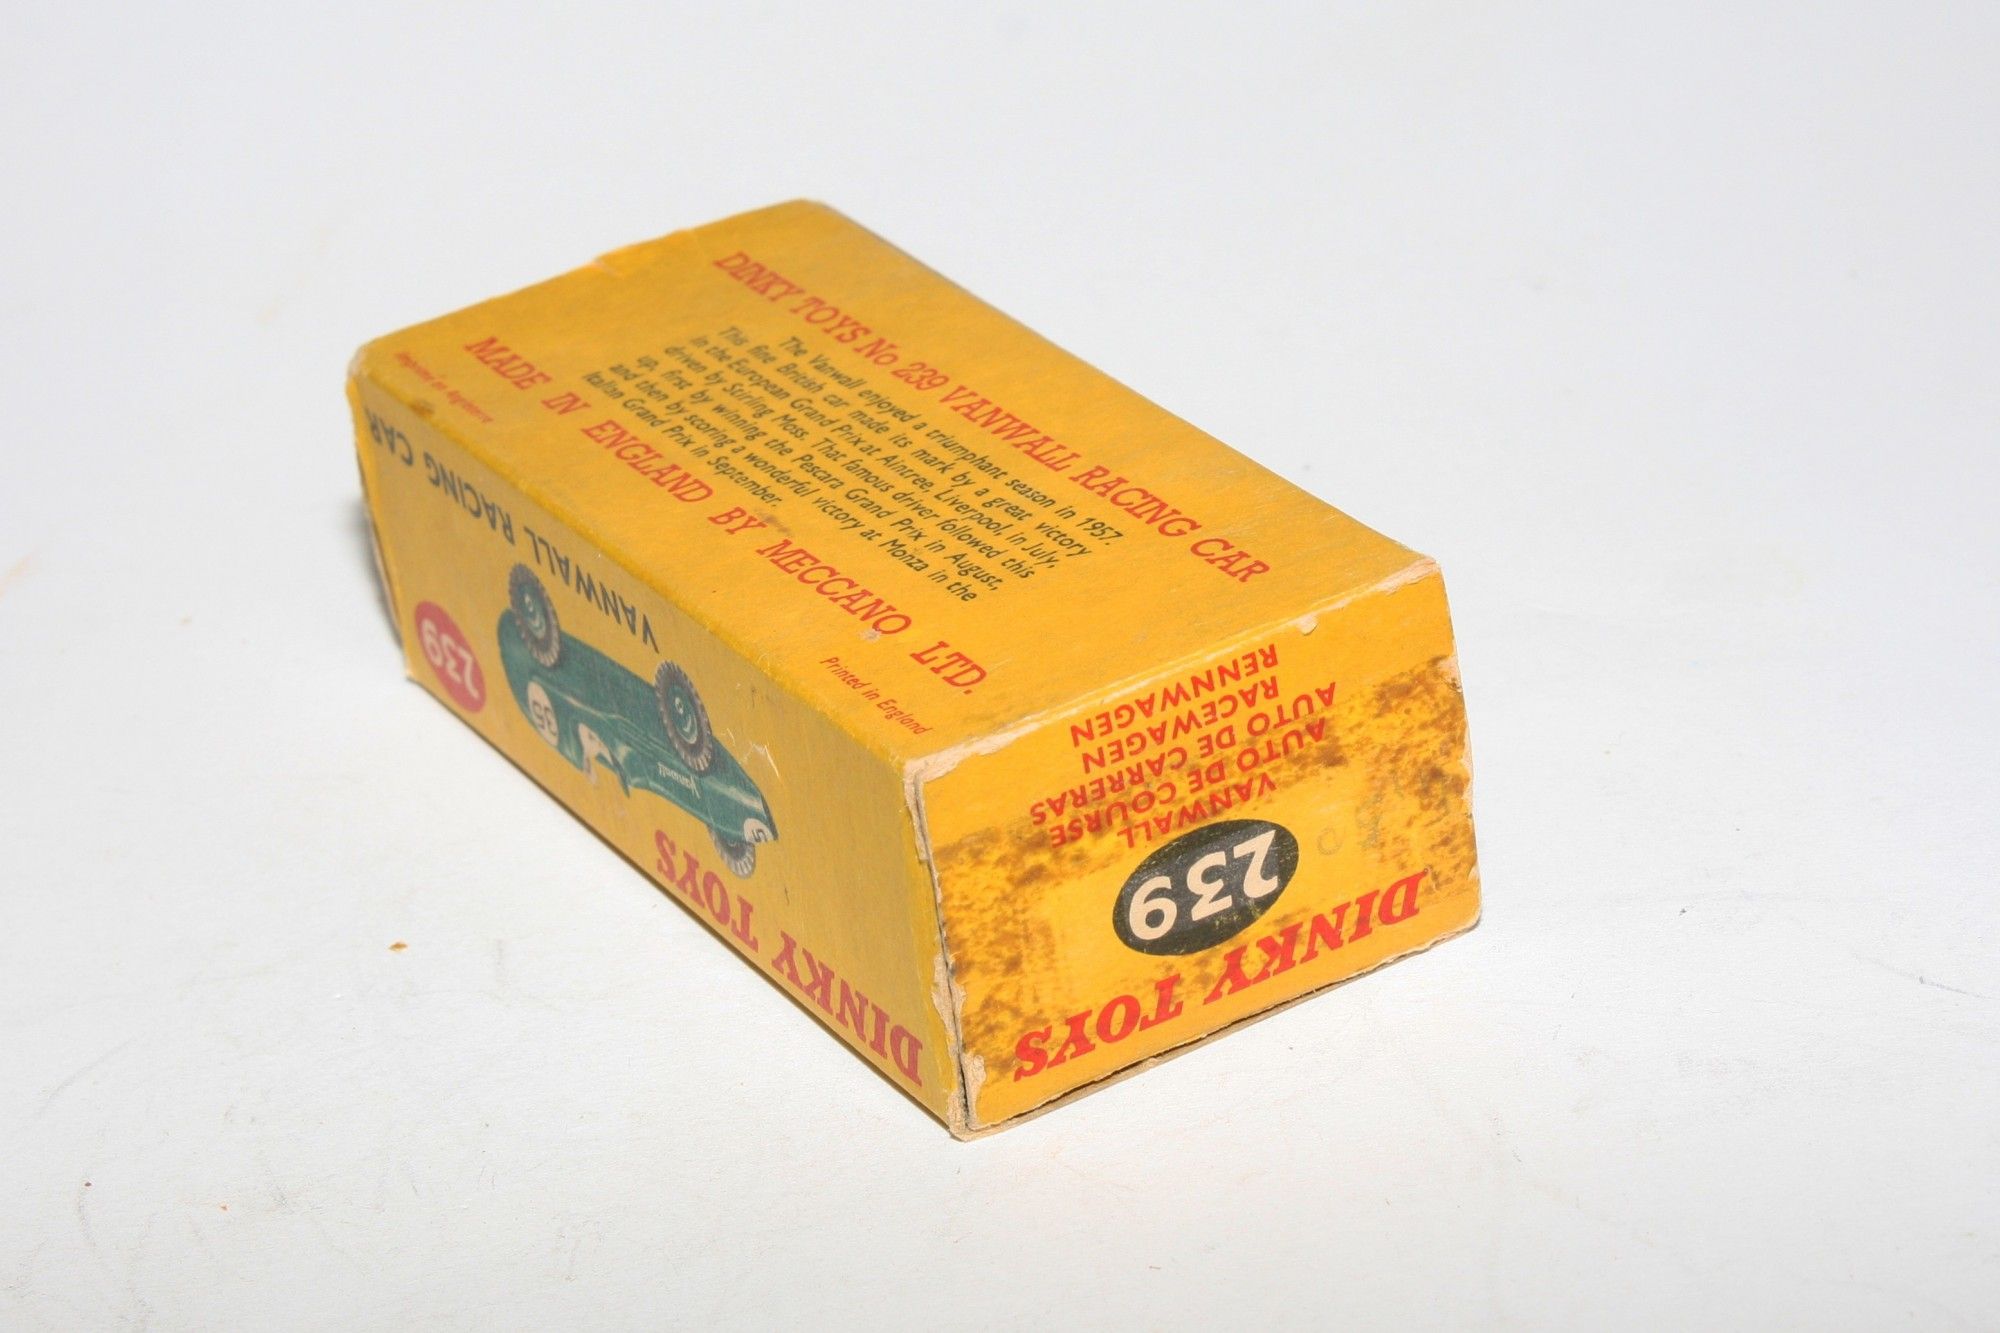 DINKY TOYS No 239 VANWALL RACING CAR
The Vanwall enjoyed a triumphant season in 1957.
This fine British car made its mark by a great victory
in the European Grand Prix at Aintree, Liverpool, in July,
driven by Stirling Moss. That famous driver followed this
up, first by winning the Pescara Grand Prix in August,
and then by scoring a wonderful victory at Monza in the
Italian Grand Prix in September.
MADE IN ENGLAND BY MECCANO LTD.
Imprimé en Angleterre
Printed in England
DINKY TOYS
239
VANWALL RACING CAR
35
Vanwall
DINKY TOYS
239
VANWALL
AUTO DE COURSE
AUTO DE CARRERAS
RACEWAGEN
RENNWAGEN